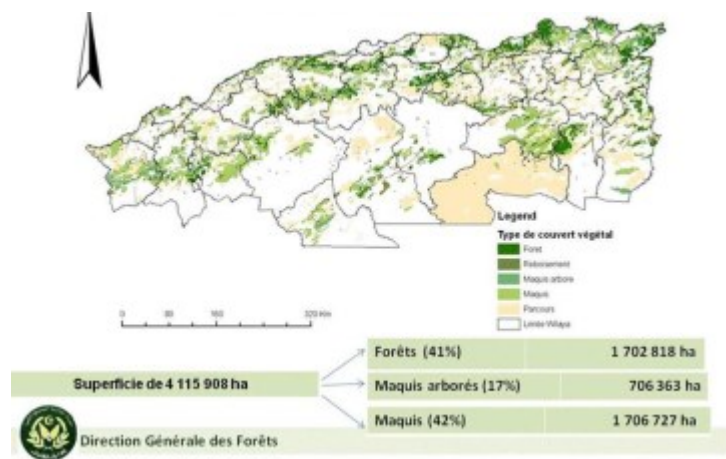 Legend
Type de couvert végétal
Foret
Reboisement
Maquis arbore
Maquis
Parcours
Limite Wilaya
0 80 160 320 Km
Superficie de 4 115 908 ha
Forêts (41%) 1 702 818 ha
Maquis arborés (17%) 706 363 ha
Maquis (42%) 1 706 727 ha
Direction Générale des Forêts